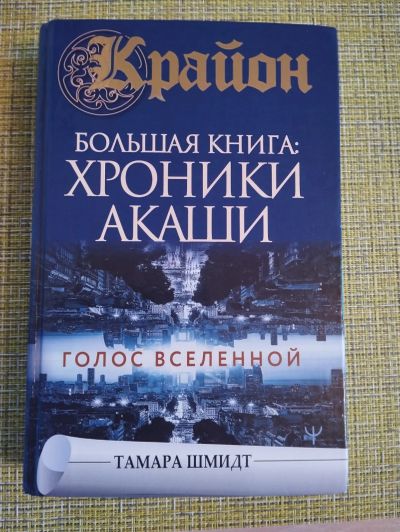 Крайон
БОЛЬШАЯ КНИГА:
ХРОНИКИ
АКАШИ
ГОЛОС ВСЕЛЕННОЙ
ТАМАРА ШМИДТ